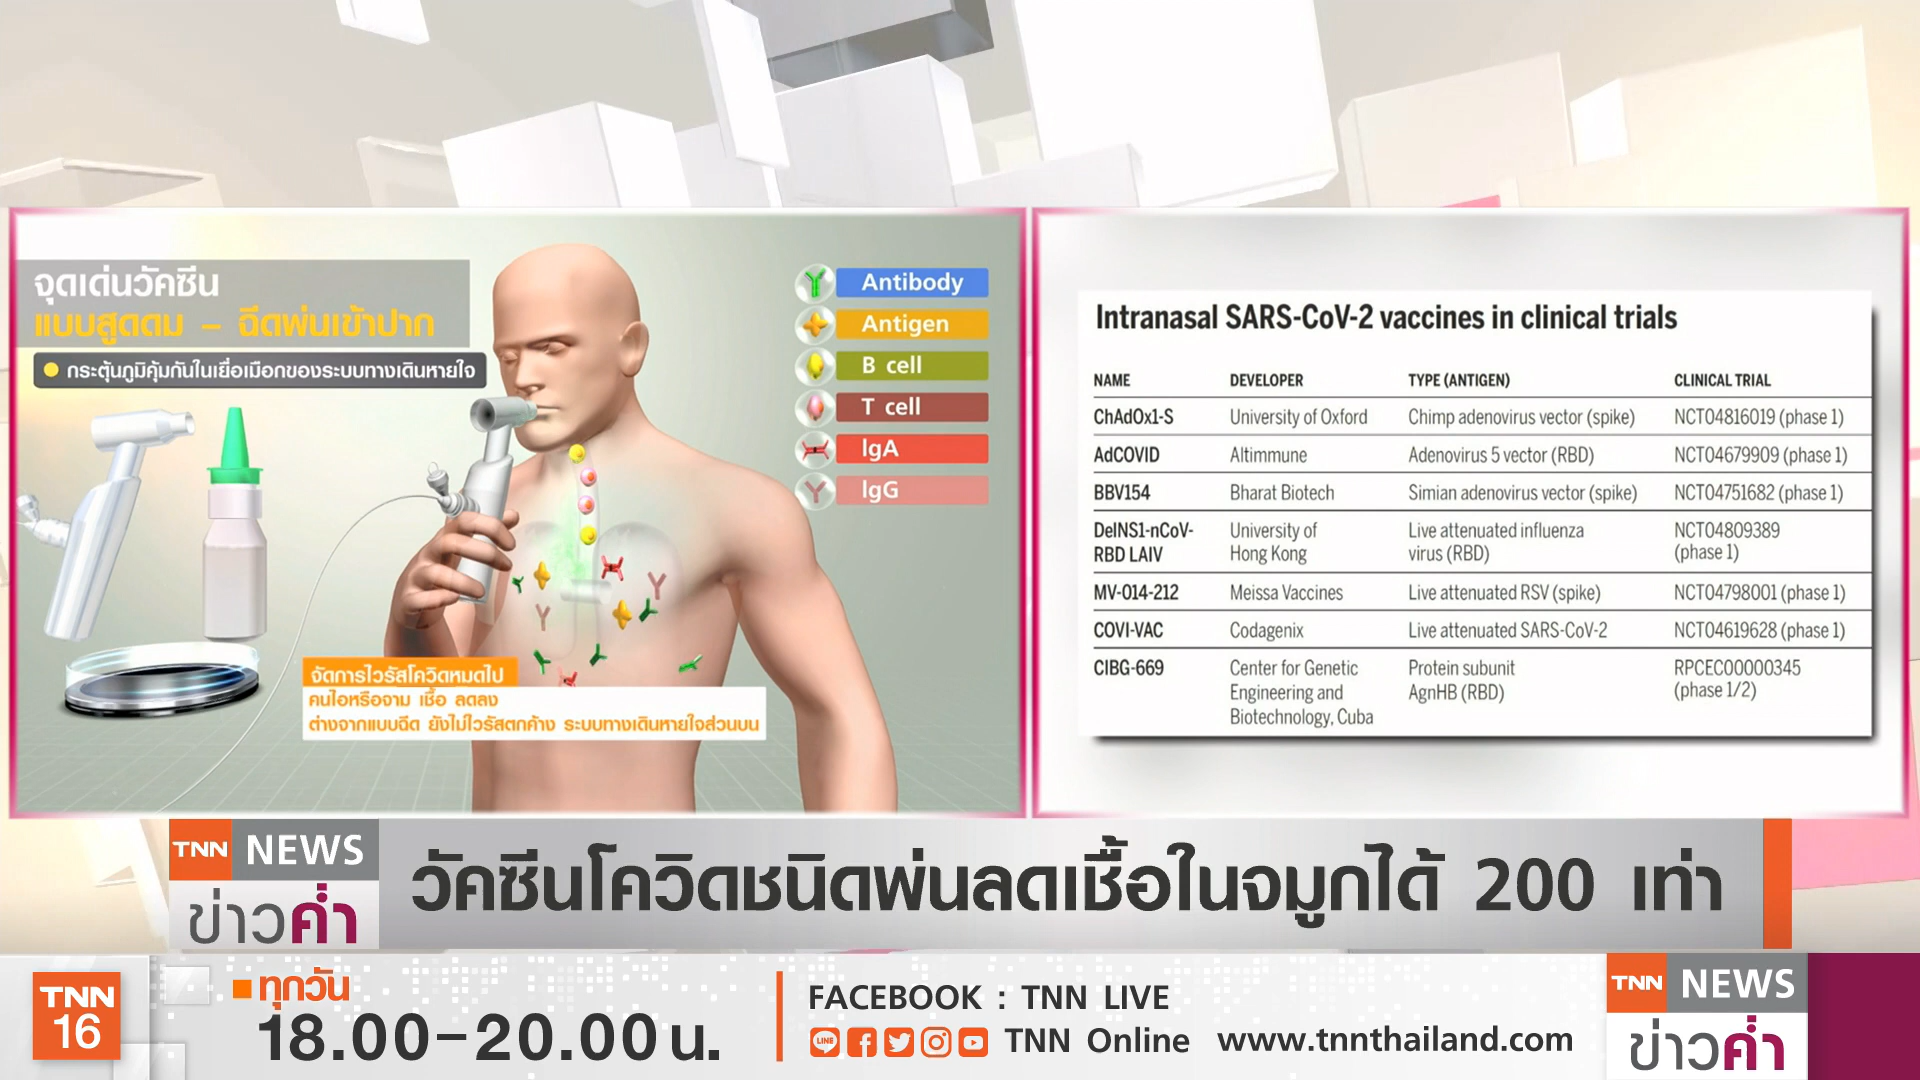 จุดเด่นวัคซีน
แบบสูดดม – ฉีดพ่นเข้าปาก
กระตุ้นภูมิคุ้มกันในเยื่อเมือกของระบบทางเดินหายใจ
Antibody
Antigen
B cell
T cell
IgA
IgG
จัดการไวรัสโควิดหมดไป
คนไอหรือจาม เชื้อ ลดลง
ต่างจากแบบฉีด ยังไม่ไวรัสตกค้าง ระบบทางเดินหายใจส่วนบน
Intranasal SARS-CoV-2 vaccines in clinical trials
NAME DEVELOPER TYPE (ANTIGEN) CLINICAL TRIAL
ChAdOx1-S University of Oxford Chimp adenovirus vector (spike) NCT04816019 (phase 1)
AdCOVID Altimmune Adenovirus 5 vector (RBD) NCT04679909 (phase 1)
BBV154 Bharat Biotech Simian adenovirus vector (spike) NCT04751682 (phase 1)
DelNS1-nCoV- University of Live attenuated influenza NCT04809389
RBD LAIV Hong Kong virus (RBD) (phase 1)
MV-014-212 Meissa Vaccines Live attenuated RSV (spike) NCT04798001 (phase 1)
COVI-VAC Codagenix Live attenuated SARS-CoV-2 NCT04619628 (phase 1)
CIBG-669 Center for Genetic Protein subunit RPCEC00000345
Engineering and AgnHB (RBD) (phase 1/2)
Biotechnology, Cuba
TNN NEWS
ข่าวค่ำ
วัคซีนโควิดชนิดพ่นลดเชื้อในจมูกได้ 200 เท่า
TNN
16
ทุกวัน
18.00-20.00 น.
FACEBOOK : TNN LIVE
LINE TNN Online www.tnnthailand.com
TNN NEWS
ข่าวค่ำ